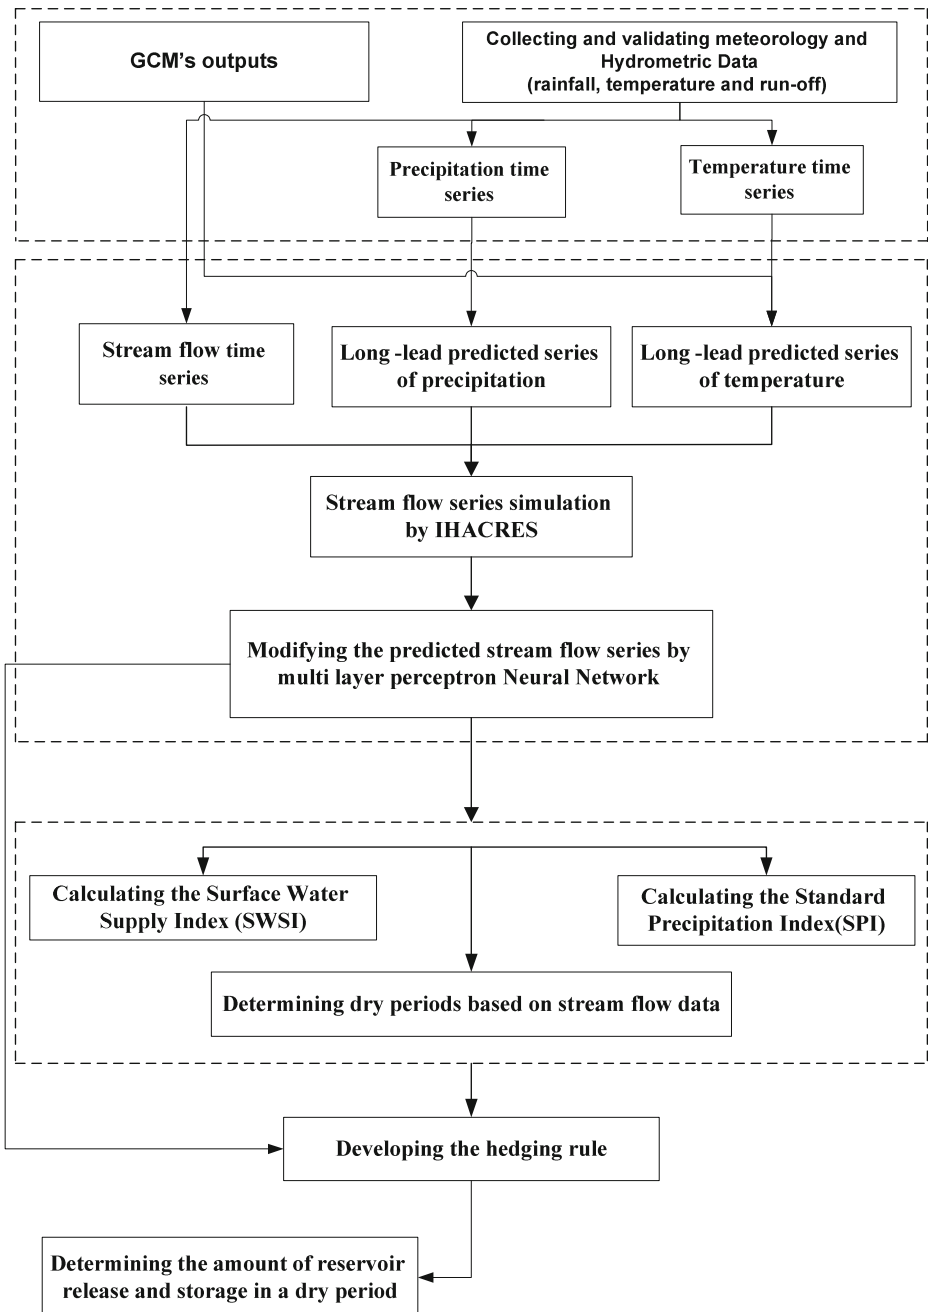 GCM's outputs
Collecting and validating meteorology and
Hydrometric Data
(rainfall, temperature and run-off)
Precipitation time
series
Temperature time
series
Stream flow time
series
Long -lead predicted series
of precipitation
Long -lead predicted series
of temperature
Stream flow series simulation
by IHACRES
Modifying the predicted stream flow series by
multi layer perceptron Neural Network
Calculating the Surface Water
Supply Index (SWSI)
Calculating the Standard
Precipitation Index(SPI)
Determining dry periods based on stream flow data
Developing the hedging rule
Determining the amount of reservoir
release and storage in a dry period